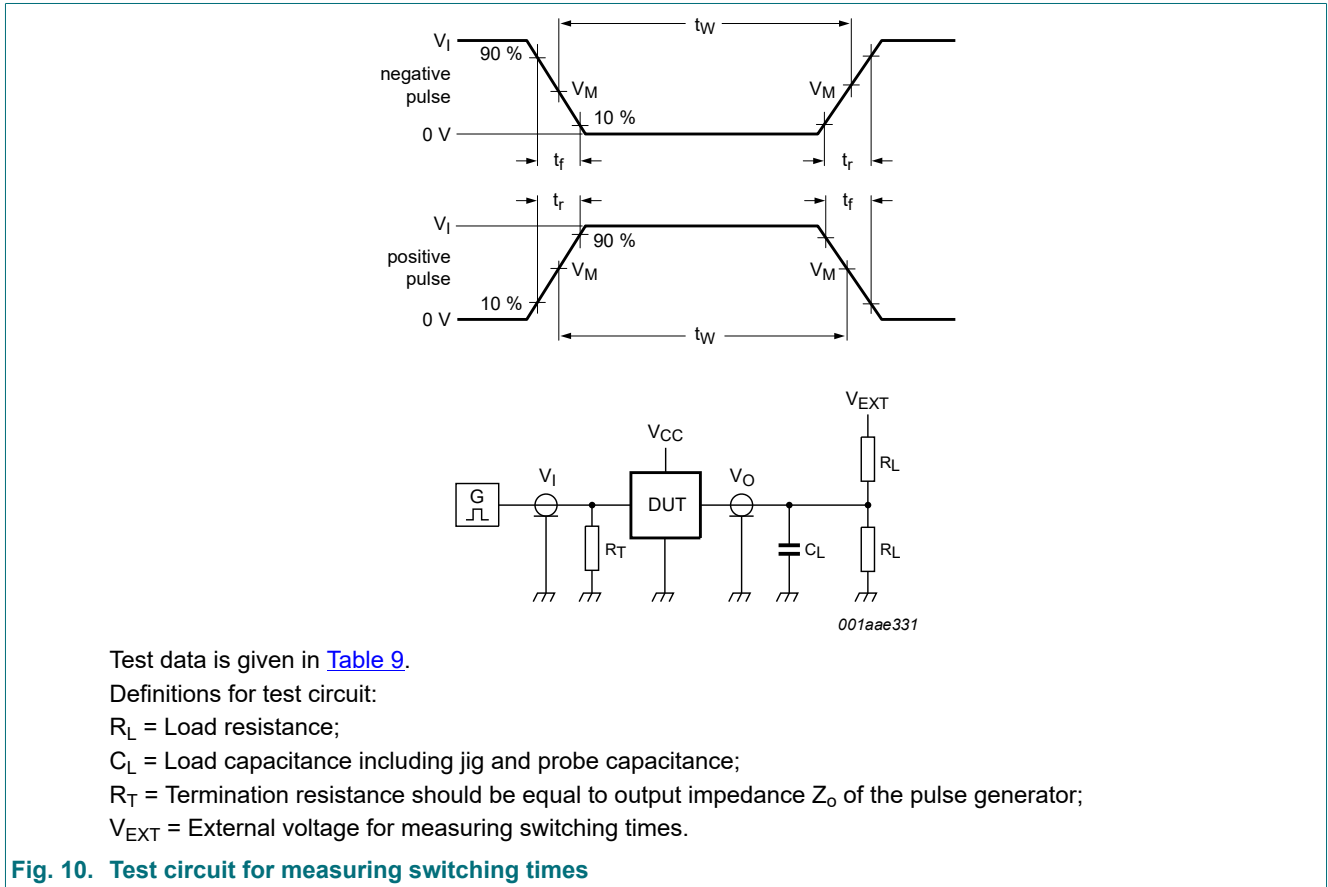 tW
VI
90 %
negative
pulse
VM
VM
10 %
0 V
tf
tr
tr
tf
VI
90 %
positive
pulse
VM
VM
10 %
0 V
tW
VEXT
VCC
RL
VI
VO
G
DUT
RT
CL
RL
001aae331
Test data is given in Table 9.
Definitions for test circuit:
RL = Load resistance;
CL = Load capacitance including jig and probe capacitance;
RT = Termination resistance should be equal to output impedance Zo of the pulse generator;
VEXT = External voltage for measuring switching times.
Fig. 10. Test circuit for measuring switching times